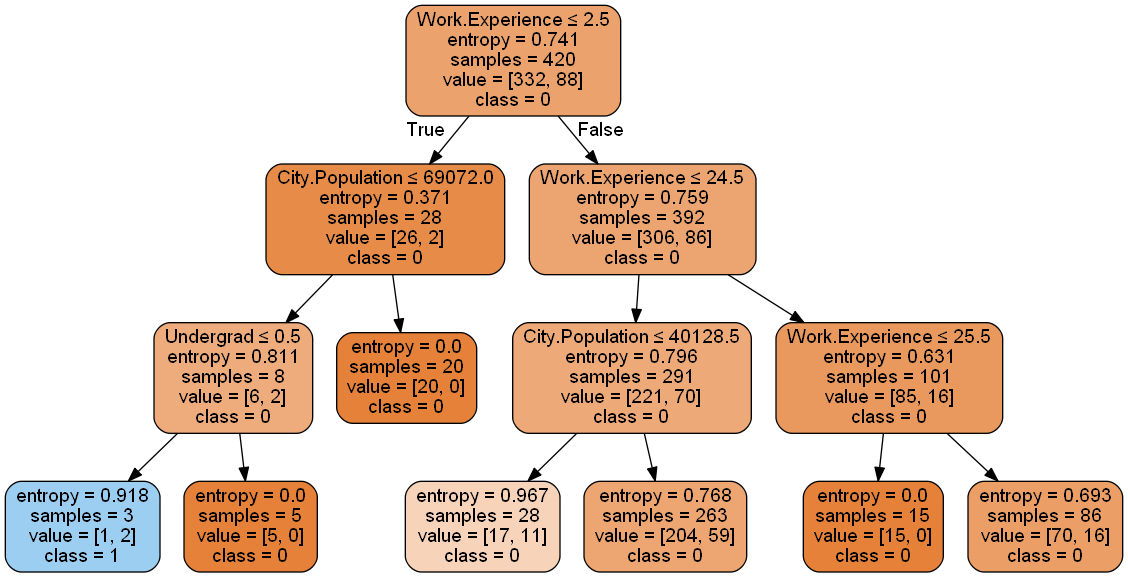 Work.Experience ≤ 2.5
entropy = 0.741
samples = 420
value = [332, 88]
class = 0
True
False
City.Population ≤ 69072.0
entropy = 0.371
samples = 28
value = [26, 2]
class = 0
Work.Experience ≤ 24.5
entropy = 0.759
samples = 392
value = [306, 86]
class = 0
Undergrad ≤ 0.5
entropy = 0.811
samples = 8
value = [6, 2]
class = 0
entropy = 0.0
samples = 20
value = [20, 0]
class = 0
City.Population ≤ 40128.5
entropy = 0.796
samples = 291
value = [221, 70]
class = 0
Work.Experience ≤ 25.5
entropy = 0.631
samples = 101
value = [85, 16]
class = 0
entropy = 0.918
samples = 3
value = [1, 2]
class = 1
entropy = 0.0
samples = 5
value = [5, 0]
class = 0
entropy = 0.967
samples = 28
value = [17, 11]
class = 0
entropy = 0.768
samples = 263
value = [204, 59]
class = 0
entropy = 0.0
samples = 15
value = [15, 0]
class = 0
entropy = 0.693
samples = 86
value = [70, 16]
class = 0